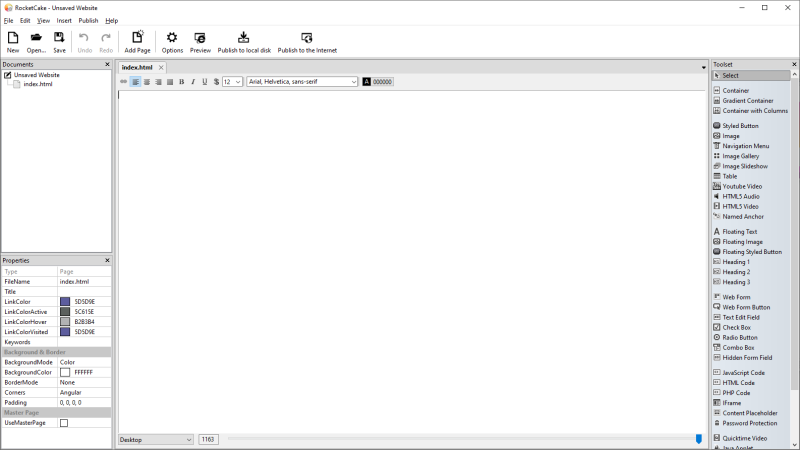 RocketCake - Unsaved Website
File Edit View Insert Publish Help
New Open... Save Undo Redo Add Page Options Preview Publish to local disk Publish to the Internet
Documents
Unsaved Website
index.html
Properties
Type Page
FileName index.html
Title
LinkColor 5D5D9E
LinkColorActive 5C615E
LinkColorHover B2B3B4
LinkColorVisited 5D5D9E
Keywords
Background & Border
BackgroundMode Color
BackgroundColor FFFFFF
BorderMode None
Corners Angular
Padding 0, 0, 0, 0
Master Page
UseMasterPage
index.html
B I U S 12 Arial, Helvetica, sans-serif A 000000
Desktop 1163
Toolset
Select
Container
Gradient Container
Container with Columns
Styled Button
Image
Navigation Menu
Image Gallery
Image Slideshow
Table
Youtube Video
HTML5 Audio
HTML5 Video
Named Anchor
Floating Text
Floating Image
Floating Styled Button
Heading 1
Heading 2
Heading 3
Web Form
Web Form Button
Text Edit Field
Check Box
Radio Button
Combo Box
Hidden Form Field
JavaScript Code
HTML Code
PHP Code
IFrame
Content Placeholder
Password Protection
Quicktime Video
Java Applet